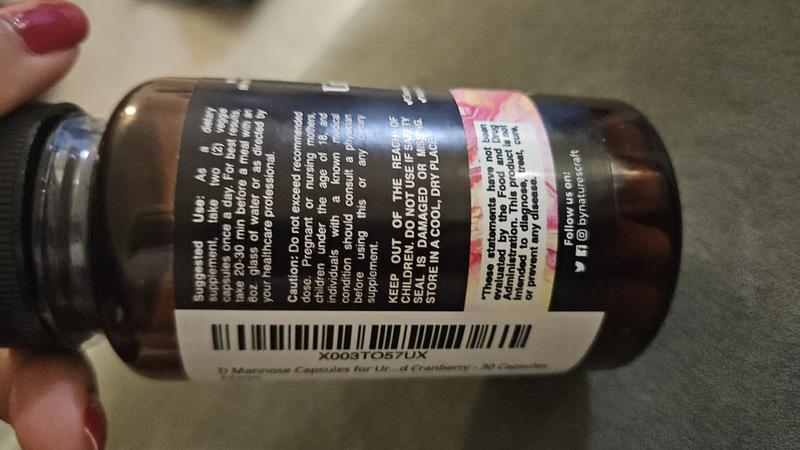 Suggested Use: As a dietary
supplement, take two (2) veggie
capsules once a day. For best results
take 20-30 min before a meal with an
8oz. glass of water or as directed by
your healthcare professional.
Caution: Do not exceed recommended
dose. Pregnant or nursing mothers,
children under the age of 18, and
individuals with a known medical
condition should consult a physician
before using this or any dietary
supplement.
KEEP OUT OF THE REACH OF
CHILDREN. DO NOT USE IF SAFETY
SEAL IS DAMAGED OR MISSING.
STORE IN A COOL, DRY PLACE.
*These statements have not been
evaluated by the Food and Drug
Administration. This product is not
intended to diagnose, treat, cure,
or prevent any disease.
Follow us on:
bynaturescraft
X003TO57UX
D Mannose Capsules for Ur...d Cranberry - 30 Capsules